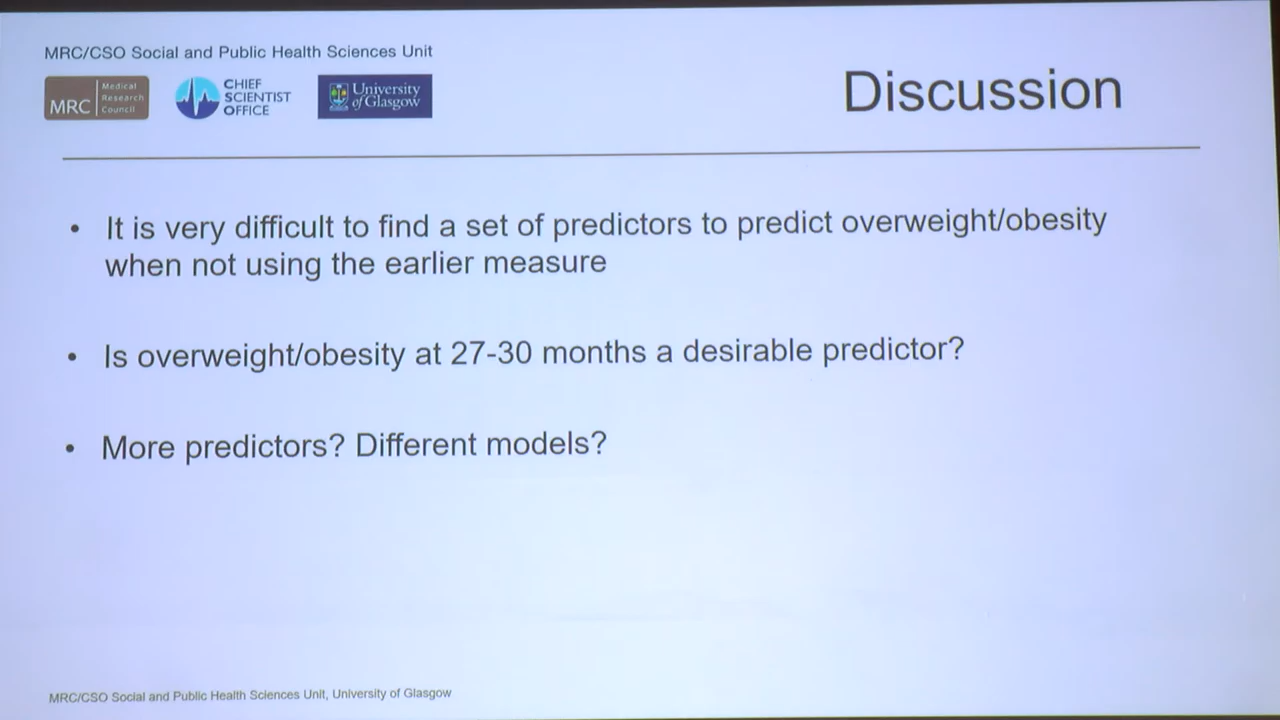 MRC/CSO Social and Public Health Sciences Unit
MRC
Medical
Research
Council
CHIEF
SCIENTIST
OFFICE
University
of Glasgow
Discussion
• It is very difficult to find a set of predictors to predict overweight/obesity
when not using the earlier measure
• Is overweight/obesity at 27-30 months a desirable predictor?
• More predictors? Different models?
MRC/CSO Social and Public Health Sciences Unit, University of Glasgow